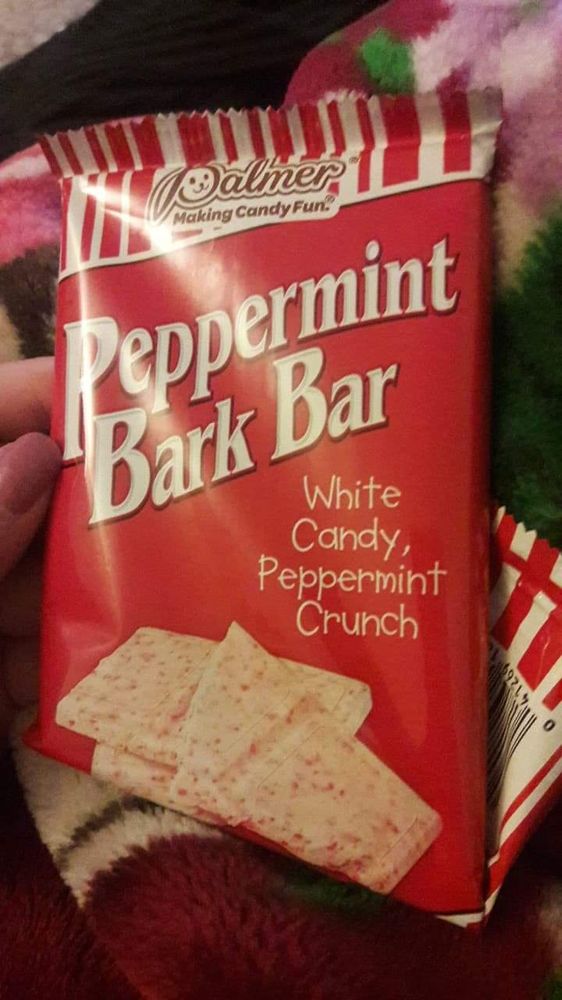 Palmer®
Making Candy Fun.®
Peppermint
Bark Bar
White
Candy,
Peppermint
Crunch